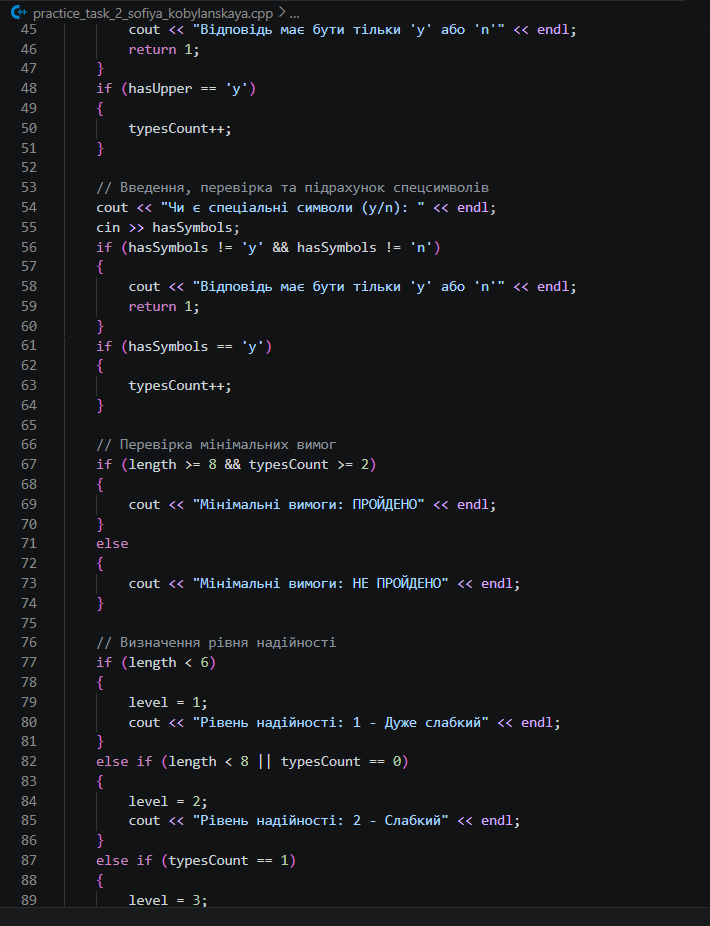 practice_task_2_sofiya_kobylanskaya.cpp > ...
45 cout << "Відповідь має бути тільки 'y' або 'n'" << endl;
46 return 1;
47 }
48 if (hasUpper == 'y')
49 {
50 typesCount++;
51 }
52
53 // Введення, перевірка та підрахунок спецсимволів
54 cout << "Чи є спеціальні символи (y/n): " << endl;
55 cin >> hasSymbols;
56 if (hasSymbols != 'y' && hasSymbols != 'n')
57 {
58 cout << "Відповідь має бути тільки 'y' або 'n'" << endl;
59 return 1;
60 }
61 if (hasSymbols == 'y')
62 {
63 typesCount++;
64 }
65
66 // Перевірка мінімальних вимог
67 if (length >= 8 && typesCount >= 2)
68 {
69 cout << "Мінімальні вимоги: ПРОЙДЕНО" << endl;
70 }
71 else
72 {
73 cout << "Мінімальні вимоги: НЕ ПРОЙДЕНО" << endl;
74 }
75
76 // Визначення рівня надійності
77 if (length < 6)
78 {
79 level = 1;
80 cout << "Рівень надійності: 1 - Дуже слабкий" << endl;
81 }
82 else if (length < 8 || typesCount == 0)
83 {
84 level = 2;
85 cout << "Рівень надійності: 2 - Слабкий" << endl;
86 }
87 else if (typesCount == 1)
88 {
89 level = 3;